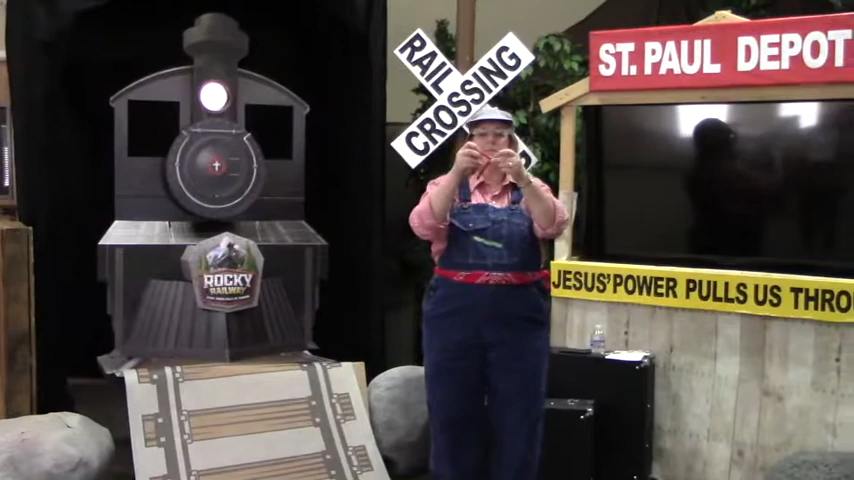 RAIL
CROSSING
ST. PAUL DEPOT
ROCKY
RAILWAY
JESUS' POWER PULLS US THRO